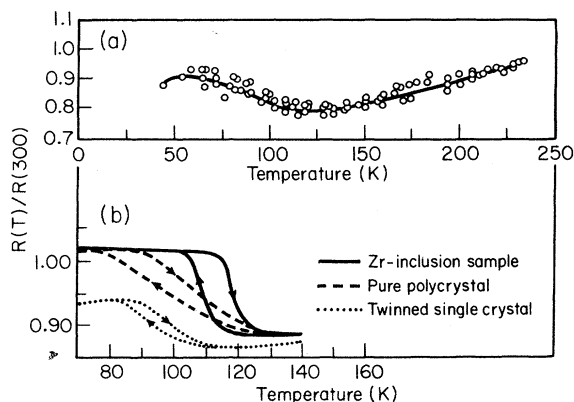 1.1
(a)
1.0
0.9
0.8
0.7
0 50 100 150 200 250
Temperature (K)
R(T)/R(300)
(b)
1.00
0.90
Zr-inclusion sample
Pure polycrystal
Twinned single crystal
80 100 120 140 160
Temperature (K)